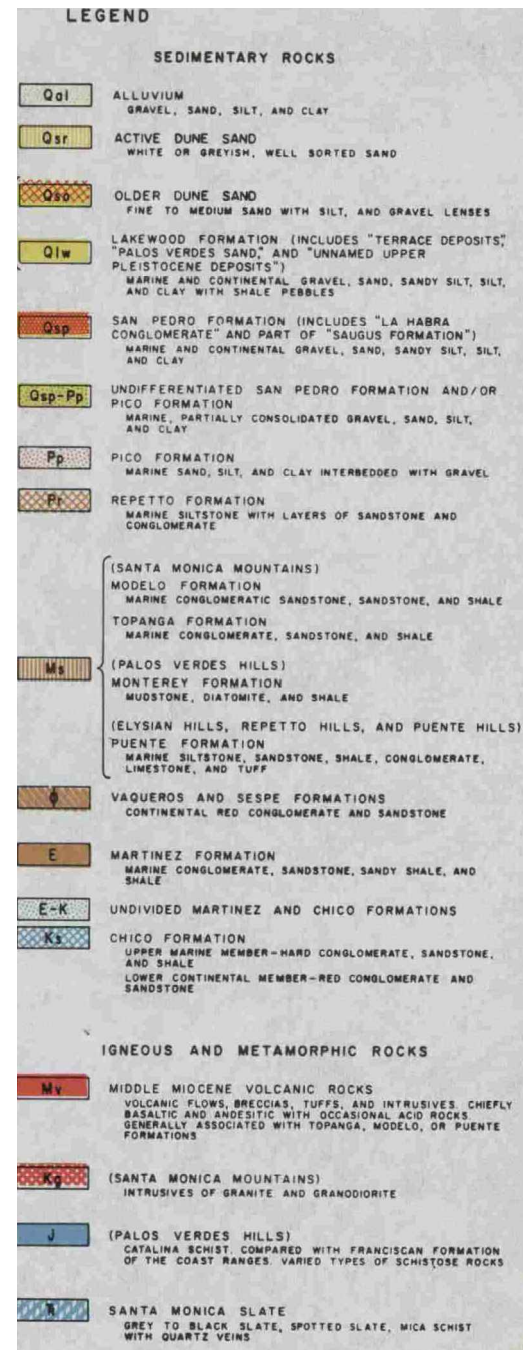 LEGEND
SEDIMENTARY ROCKS
Qal ALLUVIUM
GRAVEL, SAND, SILT, AND CLAY
Qsr ACTIVE DUNE SAND
WHITE OR GREYISH, WELL SORTED SAND
Qso OLDER DUNE SAND
FINE TO MEDIUM SAND WITH SILT, AND GRAVEL LENSES
Qlw LAKEWOOD FORMATION (INCLUDES "TERRACE DEPOSITS,"
"PALOS VERDES SAND," AND "UNNAMED UPPER
PLEISTOCENE DEPOSITS")
MARINE AND CONTINENTAL GRAVEL, SAND, SANDY SILT, SILT,
AND CLAY WITH SHALE PEBBLES
Qsp SAN PEDRO FORMATION (INCLUDES "LA HABRA
CONGLOMERATE" AND PART OF "SAUGUS FORMATION")
MARINE AND CONTINENTAL GRAVEL, SAND, SANDY SILT, SILT,
AND CLAY
Qsp-Pp UNDIFFERENTIATED SAN PEDRO FORMATION AND/OR
PICO FORMATION
MARINE, PARTIALLY CONSOLIDATED GRAVEL, SAND, SILT,
AND CLAY
Pp PICO FORMATION
MARINE SAND, SILT, AND CLAY INTERBEDDED WITH GRAVEL
Pr REPETTO FORMATION
MARINE SILTSTONE WITH LAYERS OF SANDSTONE AND
CONGLOMERATE
(SANTA MONICA MOUNTAINS)
MODELO FORMATION
MARINE CONGLOMERATIC SANDSTONE, SANDSTONE, AND SHALE
TOPANGA FORMATION
MARINE CONGLOMERATE, SANDSTONE, AND SHALE
Ms (PALOS VERDES HILLS)
MONTEREY FORMATION
MUDSTONE, DIATOMITE, AND SHALE
(ELYSIAN HILLS, REPETTO HILLS, AND PUENTE HILLS)
PUENTE FORMATION
MARINE SILTSTONE, SANDSTONE, SHALE, CONGLOMERATE,
LIMESTONE, AND TUFF
ɸ VAQUEROS AND SESPE FORMATIONS
CONTINENTAL RED CONGLOMERATE AND SANDSTONE
E MARTINEZ FORMATION
MARINE CONGLOMERATE, SANDSTONE, SANDY SHALE, AND
SHALE
E-K UNDIVIDED MARTINEZ AND CHICO FORMATIONS
Ks CHICO FORMATION
UPPER MARINE MEMBER-HARD CONGLOMERATE, SANDSTONE,
AND SHALE
LOWER CONTINENTAL MEMBER-RED CONGLOMERATE AND
SANDSTONE
IGNEOUS AND METAMORPHIC ROCKS
Mv MIDDLE MIOCENE VOLCANIC ROCKS
VOLCANIC FLOWS, BRECCIAS, TUFFS, AND INTRUSIVES. CHIEFLY
BASALTIC AND ANDESITIC WITH OCCASIONAL ACID ROCKS.
GENERALLY ASSOCIATED WITH TOPANGA, MODELO, OR PUENTE
FORMATIONS
Kg (SANTA MONICA MOUNTAINS)
INTRUSIVES OF GRANITE AND GRANODIORITE
J (PALOS VERDES HILLS)
CATALINA SCHIST. COMPARED WITH FRANCISCAN FORMATION
OF THE COAST RANGES. VARIED TYPES OF SCHISTOSE ROCKS
SANTA MONICA SLATE
GREY TO BLACK SLATE, SPOTTED SLATE, MICA SCHIST
WITH QUARTZ VEINS